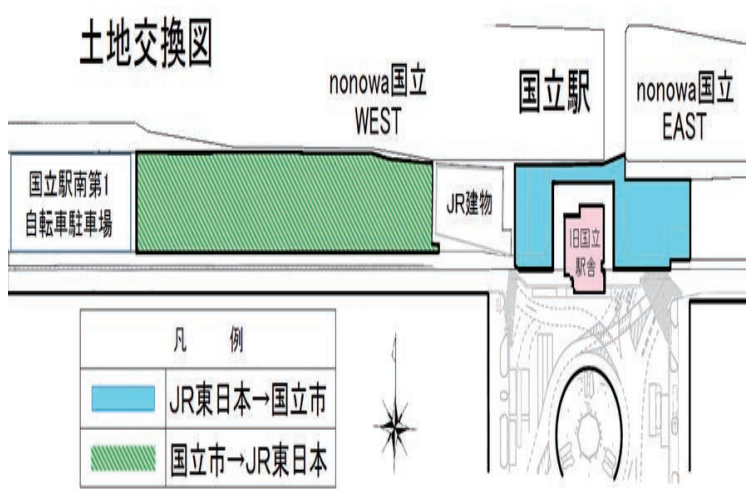 土地交換図
nonowa国立
WEST
国立駅
nonowa国立
EAST
国立駅南第1
自転車駐車場
JR建物
旧国立
駅舎
凡 例
JR東日本→国立市
国立市→JR東日本